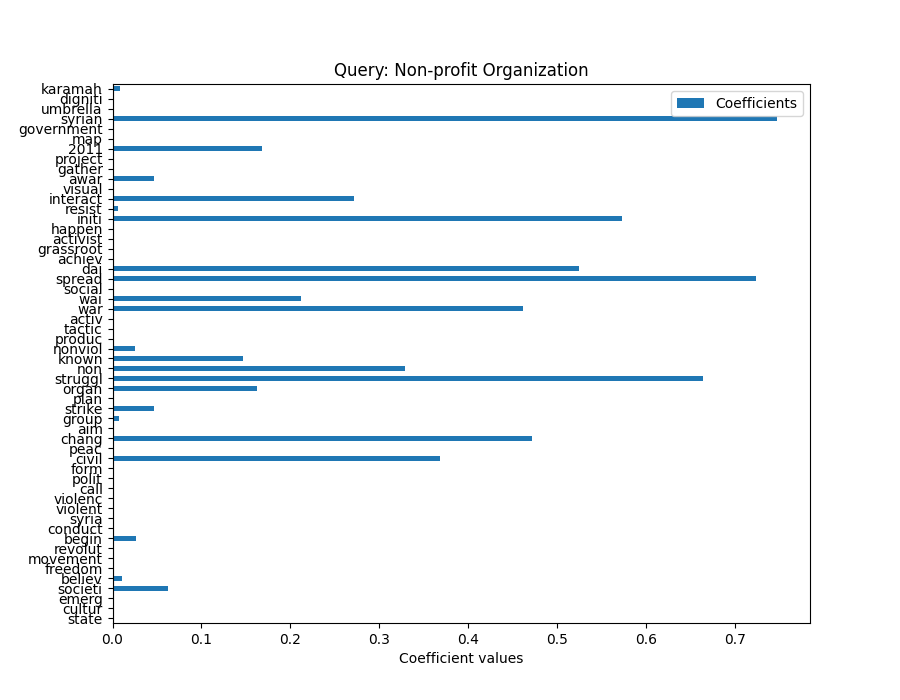 Query: Non-profit Organization
Coefficients
karamah
digniti
umbrella
syrian
government
map
2011
project
gather
awar
visual
interact
resist
initi
happen
activist
grassroot
achiev
dai
spread
social
wai
war
activ
tactic
produc
nonviol
known
non
struggl
organ
plan
strike
group
aim
chang
peac
civil
form
polit
call
violenc
violent
syria
conduct
begin
revolut
movement
freedom
believ
societi
emerg
cultur
state
0.0 0.1 0.2 0.3 0.4 0.5 0.6 0.7
Coefficient values